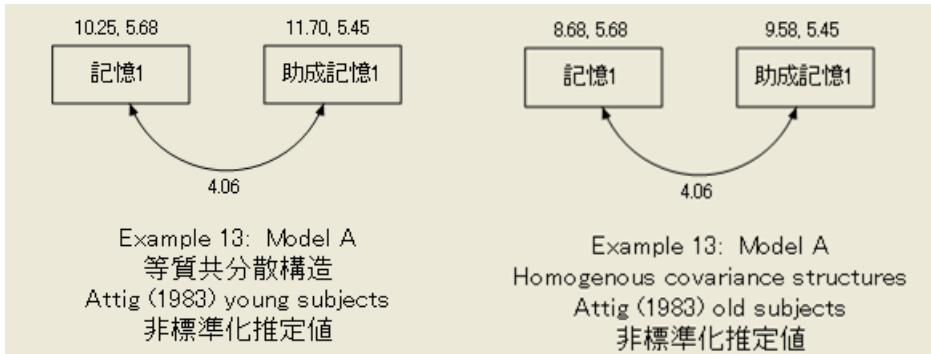 10.25, 5.68
11.70, 5.45
記憶1
助成記憶1
4.06
Example 13: Model A
等質共分散構造
Attig (1983) young subjects
非標準化推定値
8.68, 5.68
9.58, 5.45
記憶1
助成記憶1
4.06
Example 13: Model A
Homogenous covariance structures
Attig (1983) old subjects
非標準化推定値